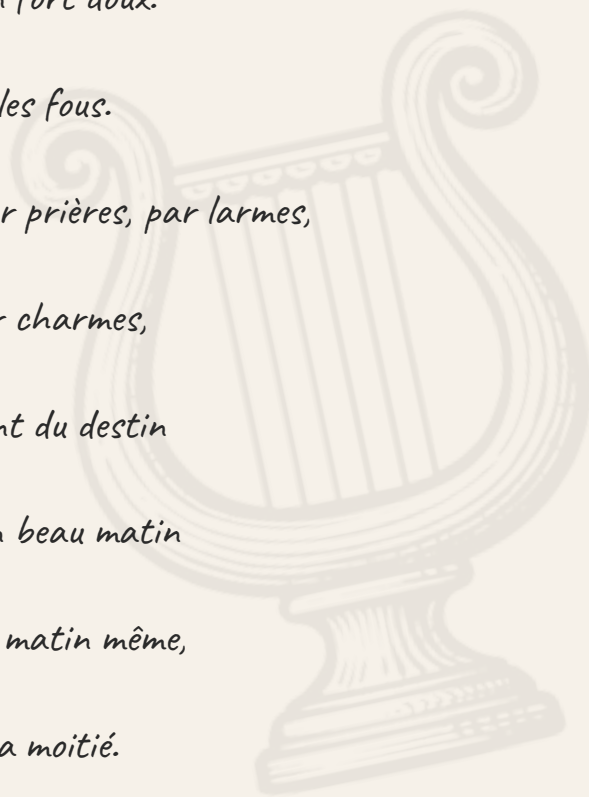 fort doux.
les fous.
r prières, par larmes,
charmes,
nt du destin
beau matin
matin même,
a moitié.